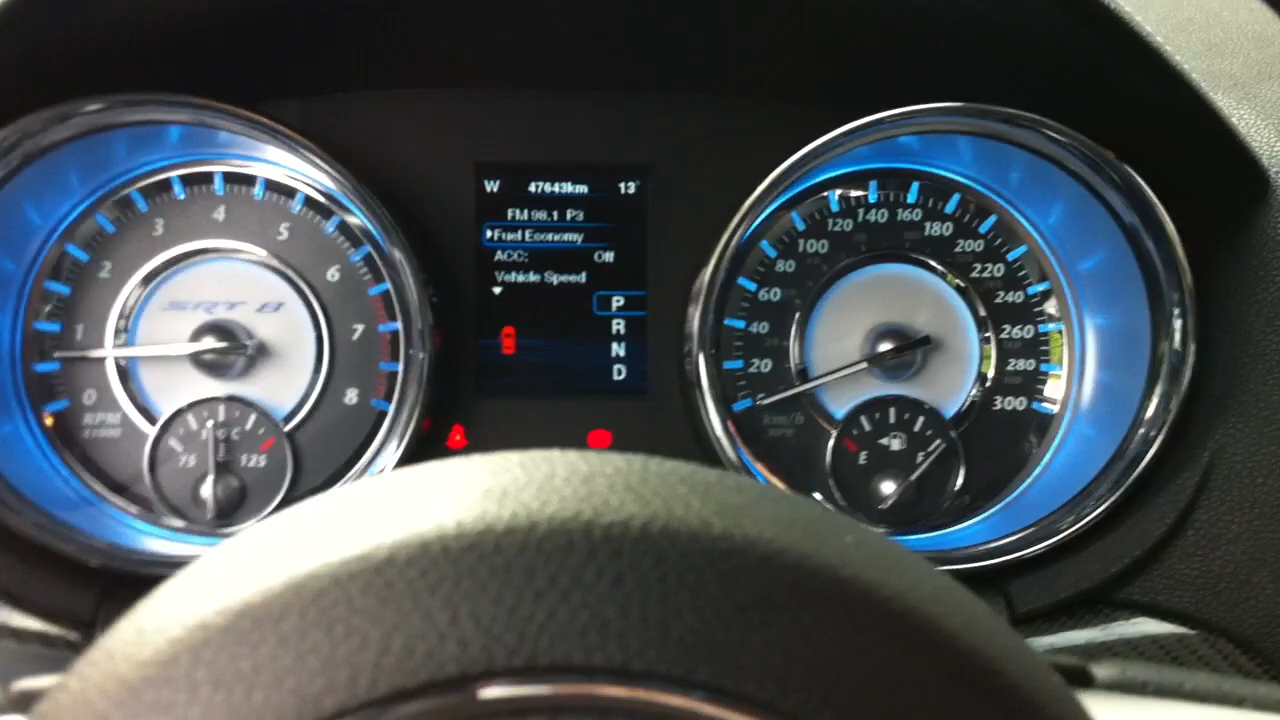 SRT 8
0
1
2
3
4
5
6
7
8
RPM
X1000
75
°C
125
W 47643km 13°
FM 98.1 P3
Fuel Economy
ACC: Off
Vehicle Speed
P
R
N
D
20
40
60
80
100
120
140
160
180
200
220
240
260
280
300
km/h
E F